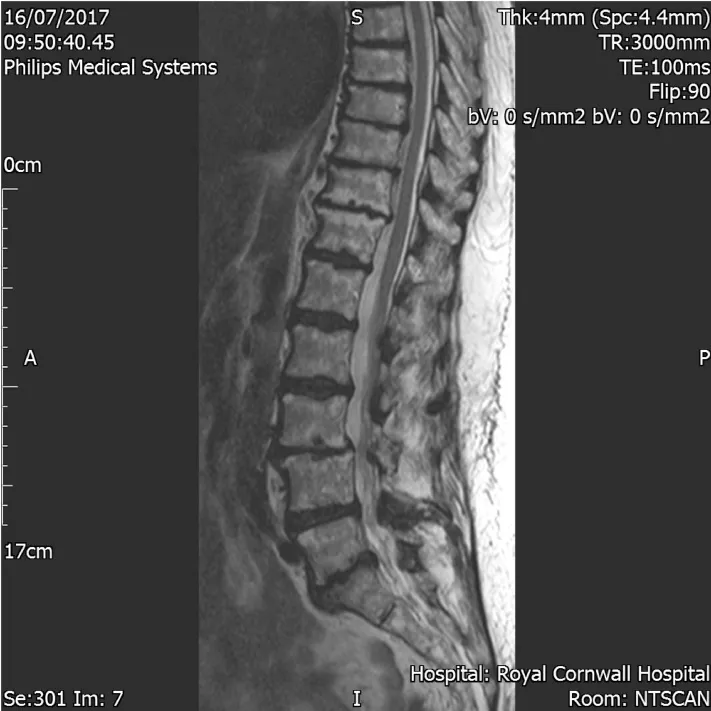 16/07/2017
09:50:40.45
Philips Medical Systems
S
Thk:4mm (Spc:4.4mm)
TR:3000mm
TE:100ms
Flip:90
bV: 0 s/mm2 bV: 0 s/mm2
0cm
A
P
17cm
Hospital: Royal Cornwall Hospital
Se:301 Im: 7
I
Room: NTSCAN